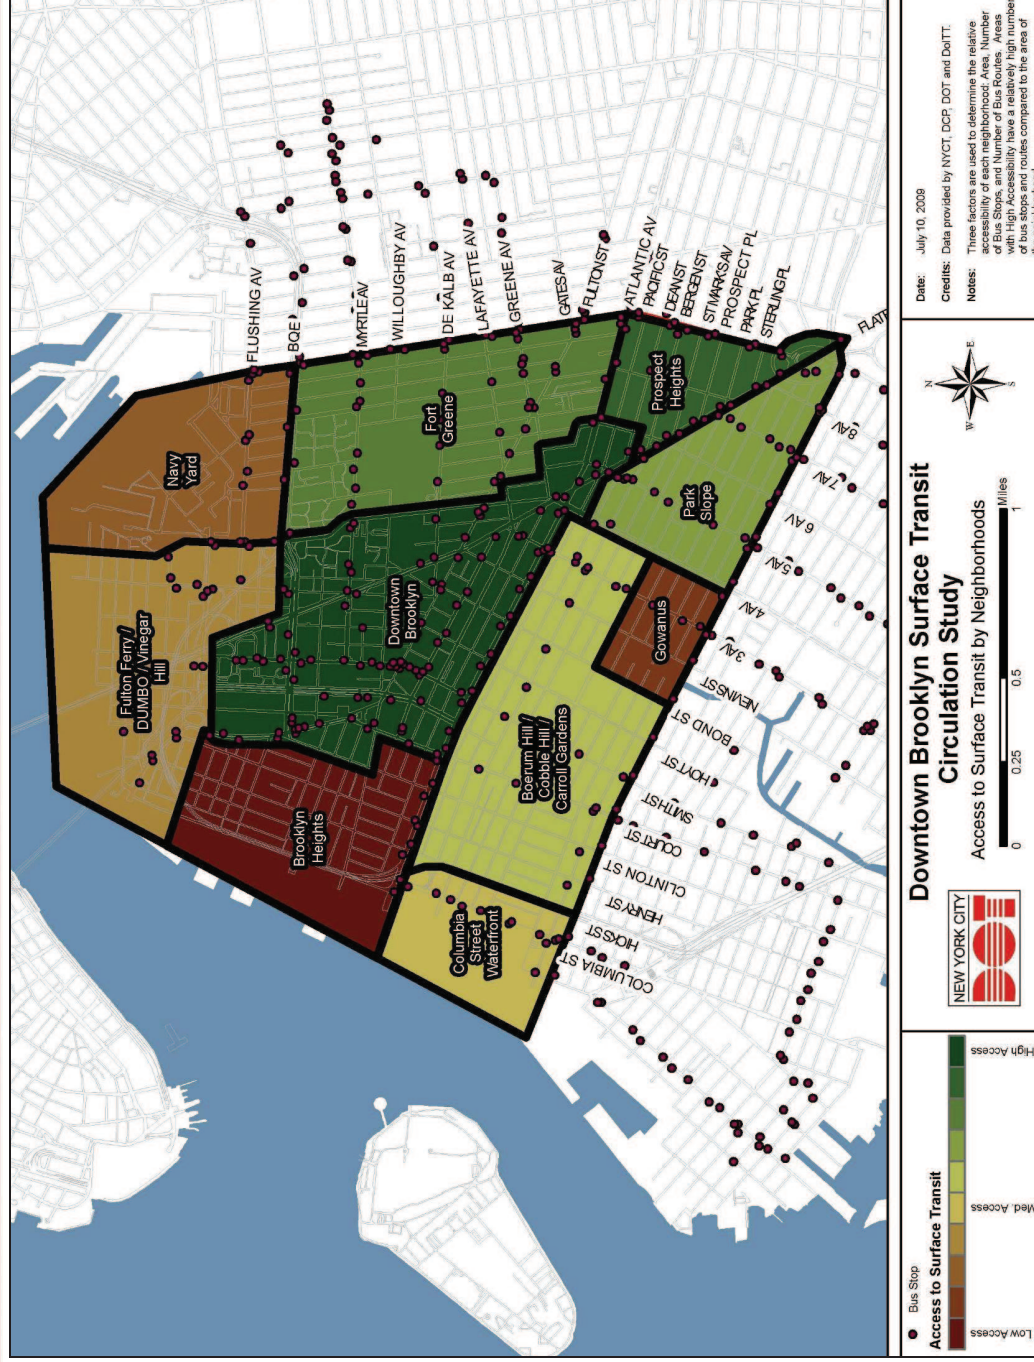 FLUSHING AV
BQE
MYRTLE AV
WILLOUGHBY AV
DE KALB AV
LAFAYETTE AV
GREENE AV
GATES AV
FULTON ST
ATLANTIC AV
PACIFIC ST
DEAN ST
BERGEN ST
ST MARKS AV
PROSPECT PL
PARK PL
STERLING PL
8 AV
7 AV
6 AV
5 AV
4 AV
3 AV
NEVINS ST
BOND ST
HOYT ST
SMITH ST
COURT ST
CLINTON ST
HENRY ST
HICKS ST
COLUMBIA ST
Navy
Yard
Fulton Ferry /
DUMBO / Vinegar
Hill
Fort
Greene
Downtown
Brooklyn
Prospect
Heights
Park
Slope
Gowanus
Brooklyn
Heights
Boerum Hill /
Cobble Hill /
Carroll Gardens
Columbia
Street
Waterfront
Bus Stop
Access to Surface Transit
Low Access
Med. Access
High Access
NEW YORK CITY
DOT
Downtown Brooklyn Surface Transit
Circulation Study
Access to Surface Transit by Neighborhoods
0 0.25 0.5 1
Miles
N
W E
S
Date: July 10, 2009
Credits: Data provided by NYCT, DCP, DOT and DoITT.
Notes: Three factors are used to determine the relative
accessibility of each neighborhood: Area, Number
of Bus Stops, and Number of Bus Routes. Areas
with High Accessibility have a relatively high number
of bus stops and routes compared to the area of